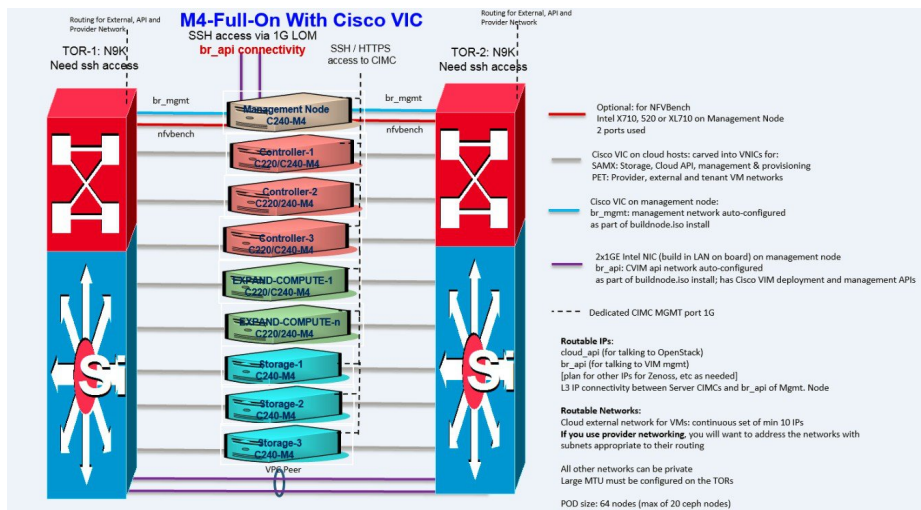 M4-Full-On With Cisco VIC
Routing for External, API and
Provider Network
TOR-1: N9K
Need ssh access
SSH access via 1G LOM
br_api connectivity
SSH / HTTPS
access to CIMC
Routing for External, API and
Provider Network
TOR-2: N9K
Need ssh access
br_mgmt
nfvbench
br_mgmt
nfvbench
Management Node
C240-M4
Controller-1
C220/C240-M4
Controller-2
C220/240-M4
Controller-3
C220/C240-M4
EXPAND-COMPUTE-1
C220/C240-M4
EXPAND-COMPUTE-n
C220/240-M4
Storage-1
C240-M4
Storage-2
C240-M4
Storage-3
C240-M4
VPC Peer
Si
Si
Optional: for NFVBench
Intel X710, 520 or XL710 on Management Node
2 ports used
Cisco VIC on cloud hosts: carved into VNICs for:
SAMX: Storage, Cloud API, management & provisioning
PET: Provider, external and tenant VM networks
Cisco VIC on management node:
br_mgmt: management network auto-configured
as part of buildnode.iso install
2x1GE Intel NIC (build in LAN on board) on management node
br_api: CVIM api network auto-configured
as part of buildnode.iso install; has Cisco VIM deployment and management APIs
Dedicated CIMC MGMT port 1G
Routable IPs:
cloud_api (for talking to OpenStack)
br_api (for talking to VIM mgmt)
[plan for other IPs for Zenoss, etc as needed]
L3 IP connectivity between Server CIMCs and br_api of Mgmt. Node
Routable Networks:
Cloud external network for VMs: continuous set of min 10 IPs
If you use provider networking, you will want to address the networks with
subnets appropriate to their routing
All other networks can be private
Large MTU must be configured on the TORs
POD size: 64 nodes (max of 20 ceph nodes)